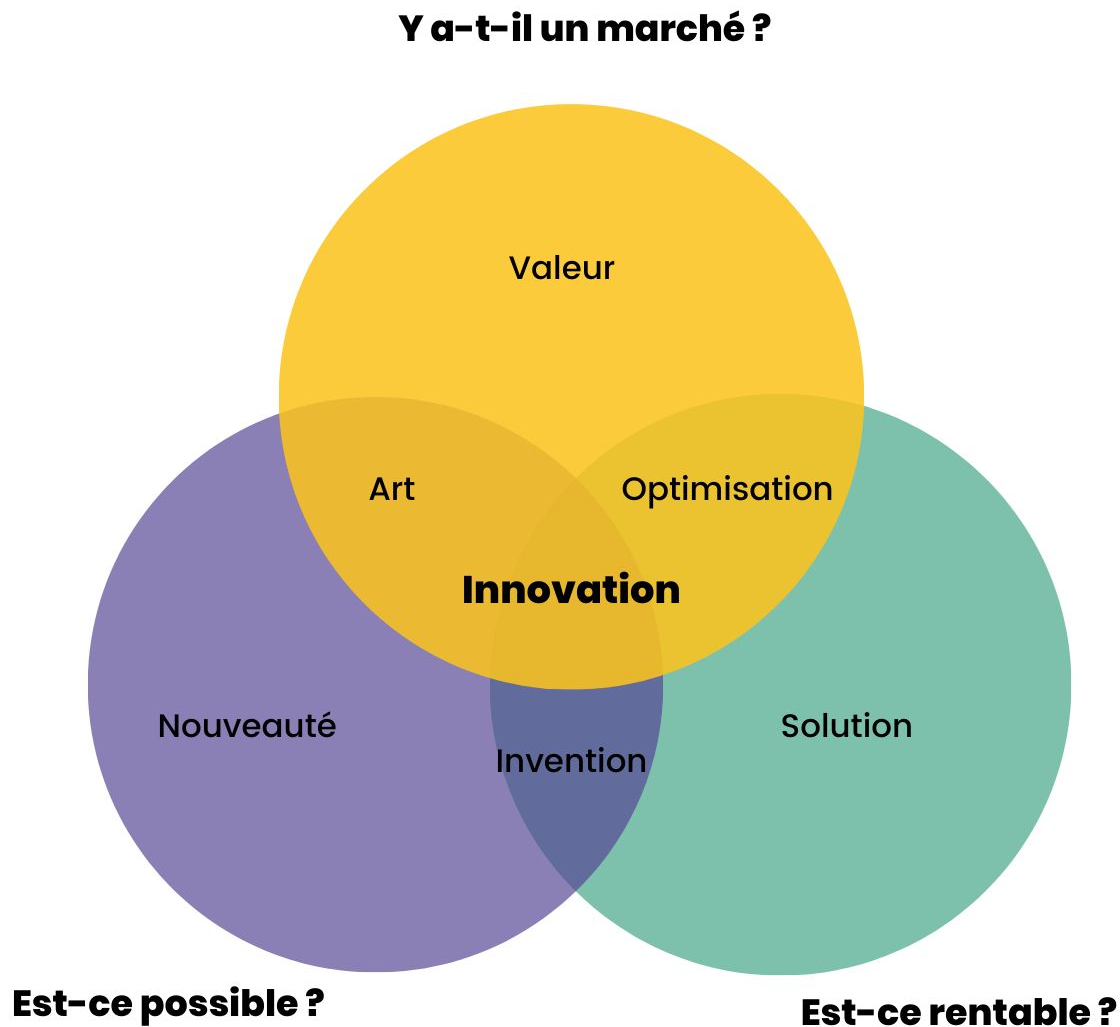 Y a-t-il un marché ?
Valeur
Art
Optimisation
Innovation
Nouveauté
Solution
Invention
Est-ce possible ?
Est-ce rentable ?